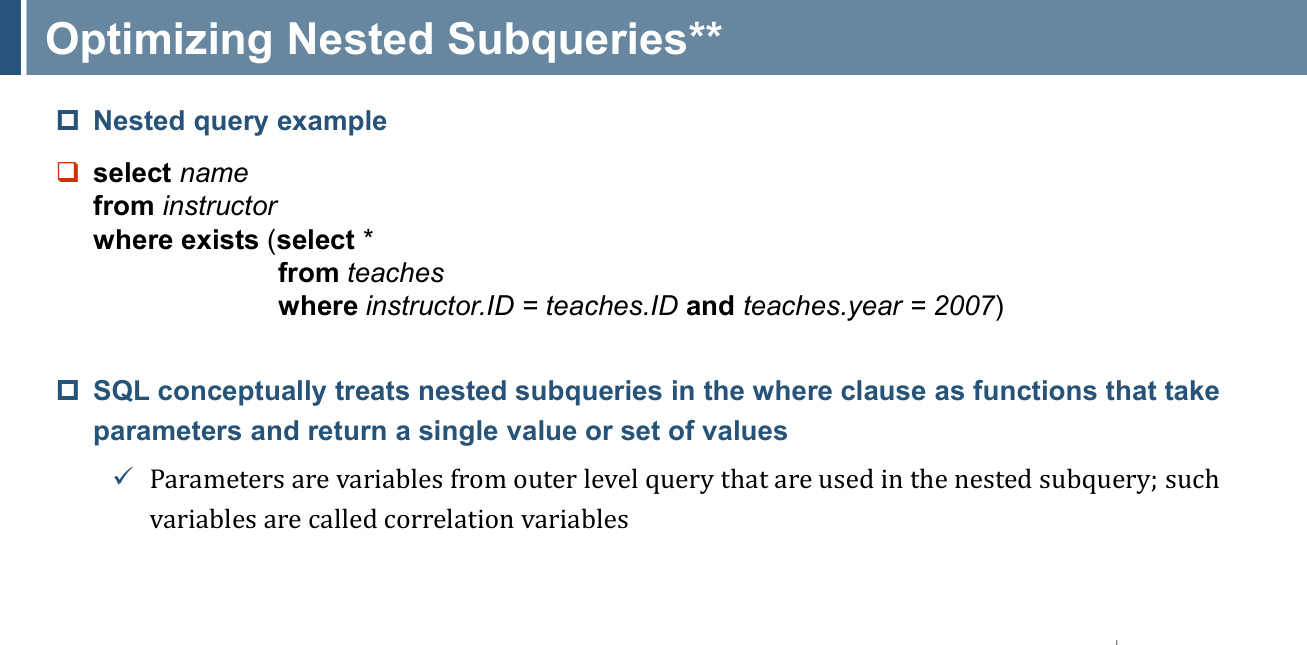 Optimizing Nested Subqueries**
Nested query example
select name
from instructor
where exists (select *
from teaches
where instructor.ID = teaches.ID and teaches.year = 2007)
SQL conceptually treats nested subqueries in the where clause as functions that take
parameters and return a single value or set of values
Parameters are variables from outer level query that are used in the nested subquery; such
variables are called correlation variables